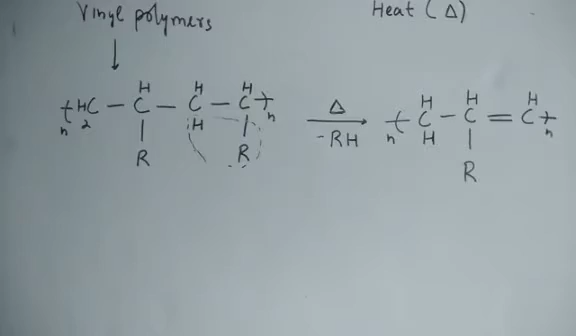 Vinyl polymers Heat (Δ)
↓
H H H H H H
+ H₂C — C — C — C + Δ + C — C = C +
n H n - RH n H n
R R R